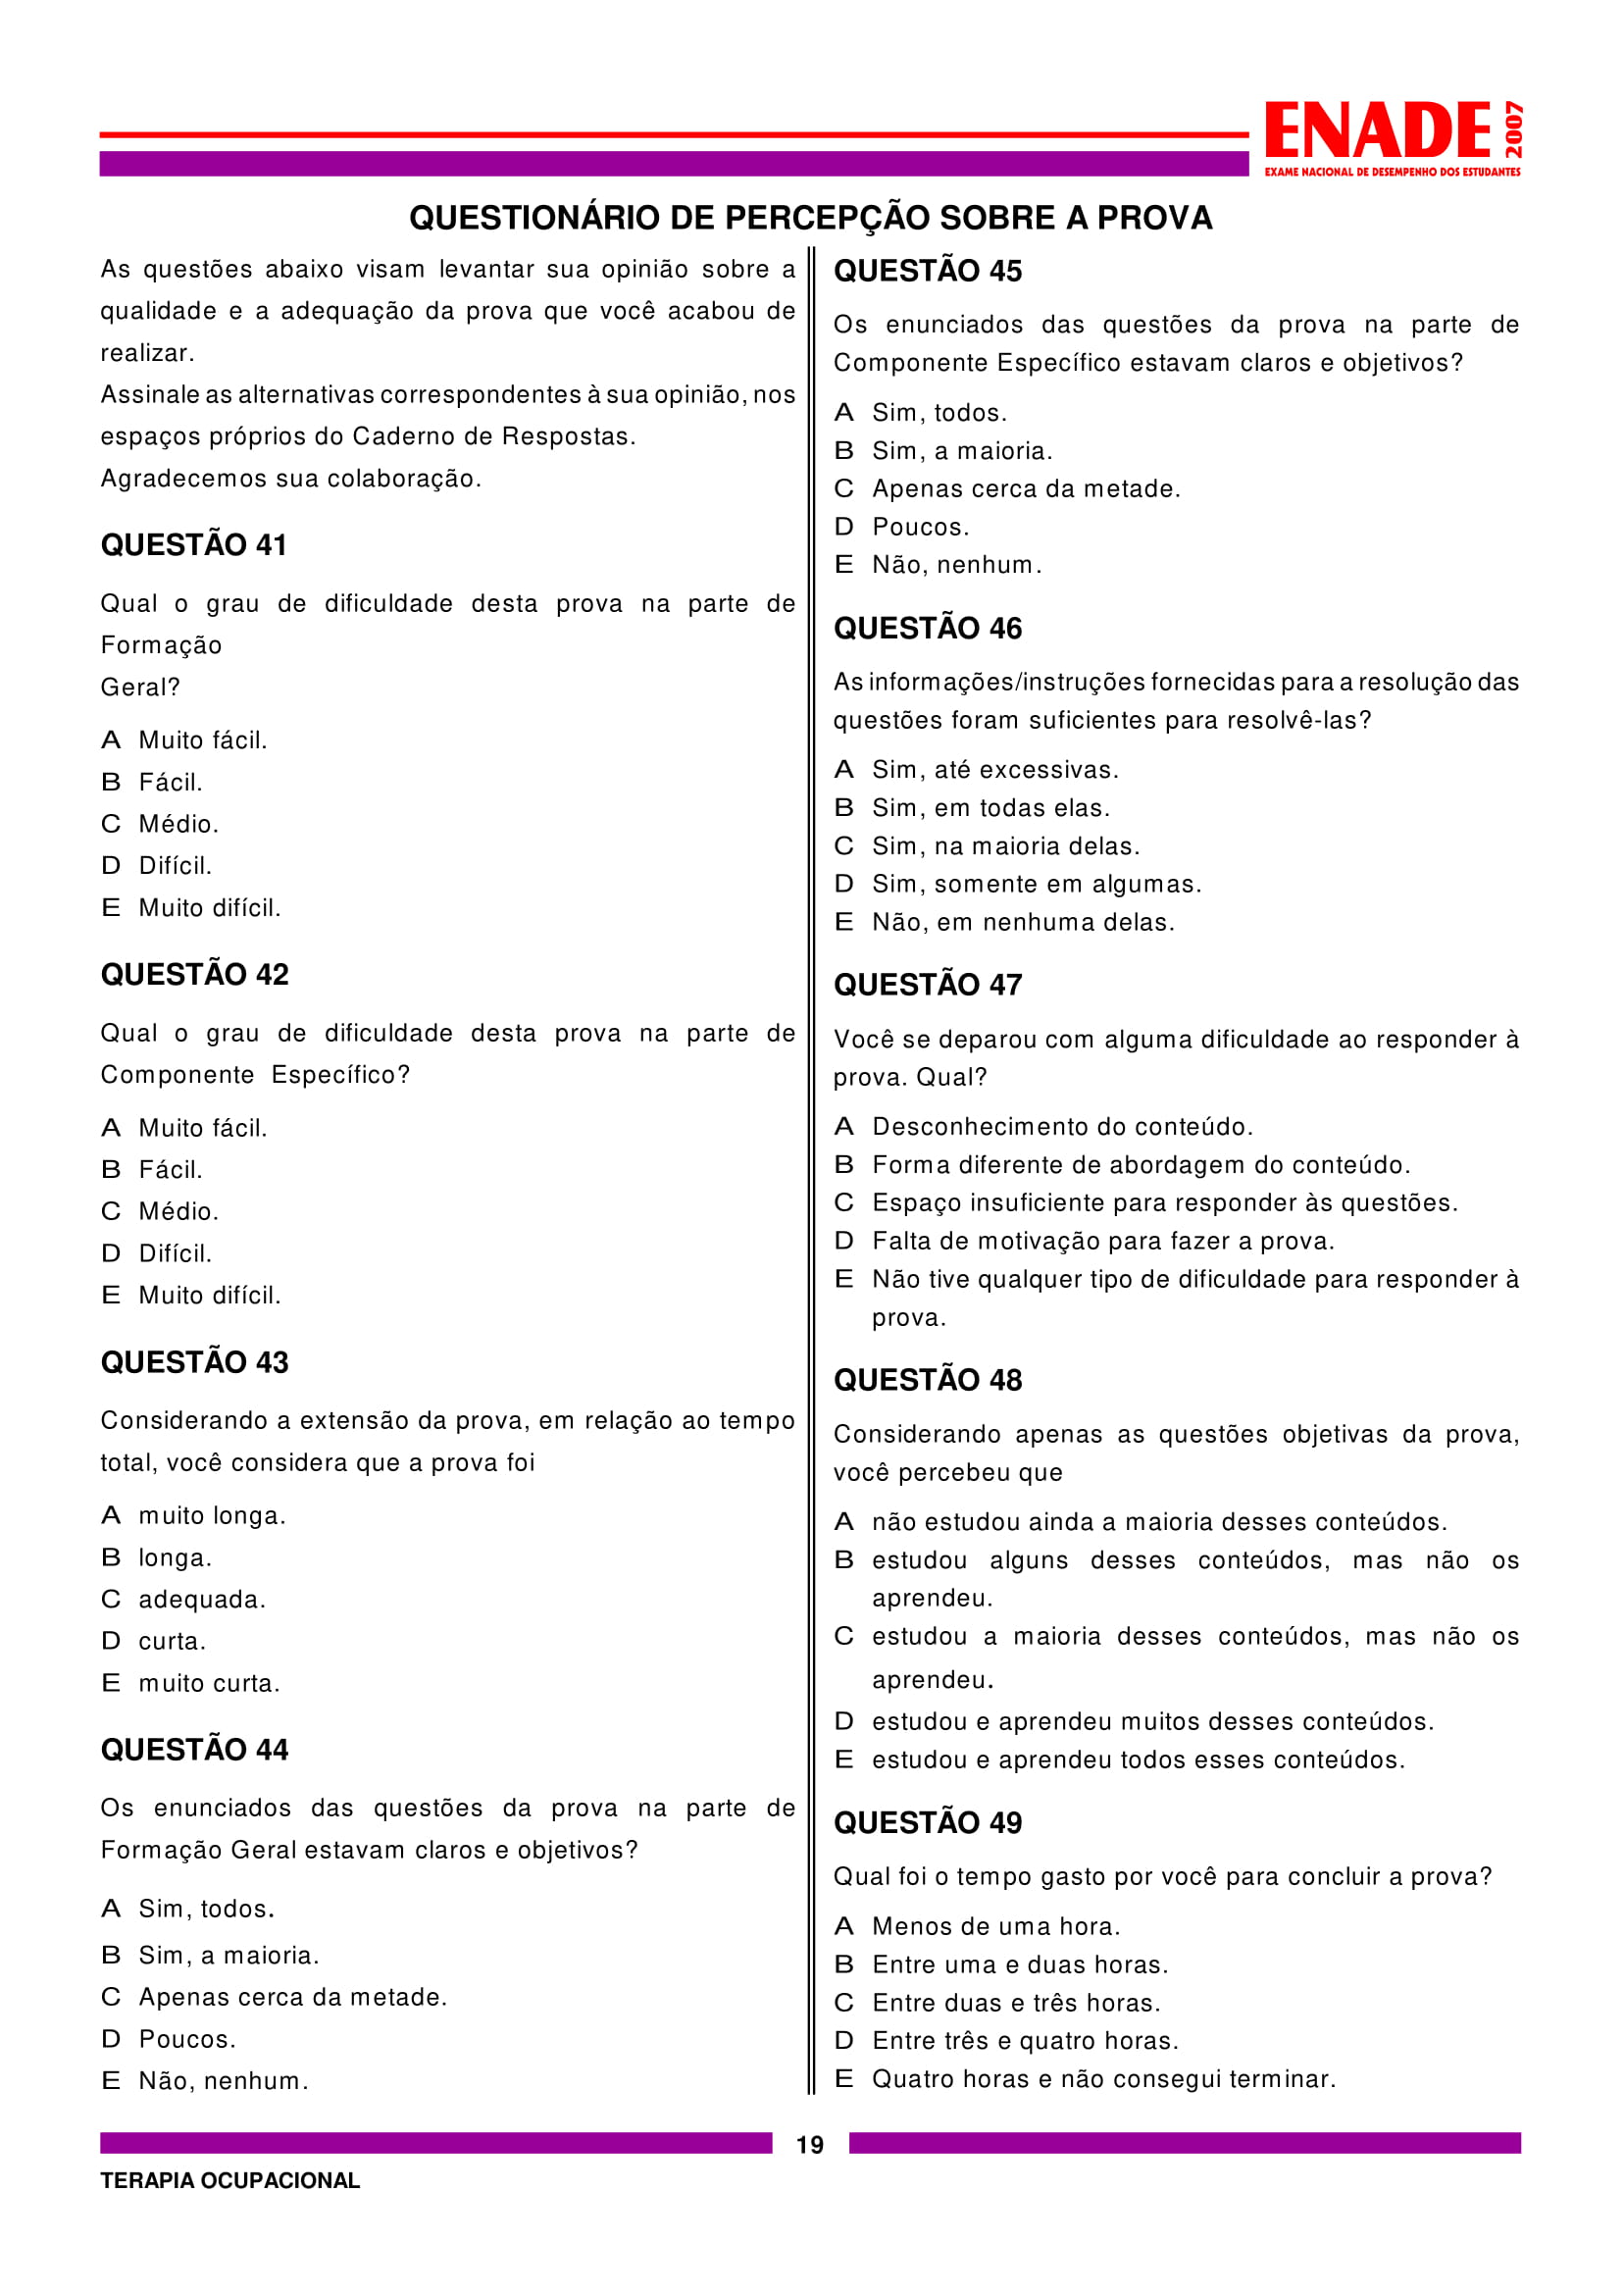 ENADE
2007
EXAME NACIONAL DE DESEMPENHO DOS ESTUDANTES
QUESTIONÁRIO DE PERCEPÇÃO SOBRE A PROVA
As questões abaixo visam levantar sua opinião sobre a
qualidade e a adequação da prova que você acabou de
realizar.
Assinale as alternativas correspondentes à sua opinião, nos
espaços próprios do Caderno de Respostas.
Agradecemos sua colaboração.
QUESTÃO 41
Qual o grau de dificuldade desta prova na parte de
Formação
Geral?
A Muito fácil.
B Fácil.
C Médio.
D Difícil.
E Muito difícil.
QUESTÃO 42
Qual o grau de dificuldade desta prova na parte de
Componente Específico?
A Muito fácil.
B Fácil.
C Médio.
D Difícil.
E Muito difícil.
QUESTÃO 43
Considerando a extensão da prova, em relação ao tempo
total, você considera que a prova foi
A muito longa.
B longa.
C adequada.
D curta.
E muito curta.
QUESTÃO 44
Os enunciados das questões da prova na parte de
Formação Geral estavam claros e objetivos?
A Sim, todos.
B Sim, a maioria.
C Apenas cerca da metade.
D Poucos.
E Não, nenhum.
QUESTÃO 45
Os enunciados das questões da prova na parte de
Componente Específico estavam claros e objetivos?
A Sim, todos.
B Sim, a maioria.
C Apenas cerca da metade.
D Poucos.
E Não, nenhum.
QUESTÃO 46
As informações/instruções fornecidas para a resolução das
questões foram suficientes para resolvê-las?
A Sim, até excessivas.
B Sim, em todas elas.
C Sim, na maioria delas.
D Sim, somente em algumas.
E Não, em nenhuma delas.
QUESTÃO 47
Você se deparou com alguma dificuldade ao responder à
prova. Qual?
A Desconhecimento do conteúdo.
B Forma diferente de abordagem do conteúdo.
C Espaço insuficiente para responder às questões.
D Falta de motivação para fazer a prova.
E Não tive qualquer tipo de dificuldade para responder à
prova.
QUESTÃO 48
Considerando apenas as questões objetivas da prova,
você percebeu que
A não estudou ainda a maioria desses conteúdos.
B estudou alguns desses conteúdos, mas não os
aprendeu.
C estudou a maioria desses conteúdos, mas não os
aprendeu.
D estudou e aprendeu muitos desses conteúdos.
E estudou e aprendeu todos esses conteúdos.
QUESTÃO 49
Qual foi o tempo gasto por você para concluir a prova?
A Menos de uma hora.
B Entre uma e duas horas.
C Entre duas e três horas.
D Entre três e quatro horas.
E Quatro horas e não consegui terminar.
19
TERAPIA OCUPACIONAL